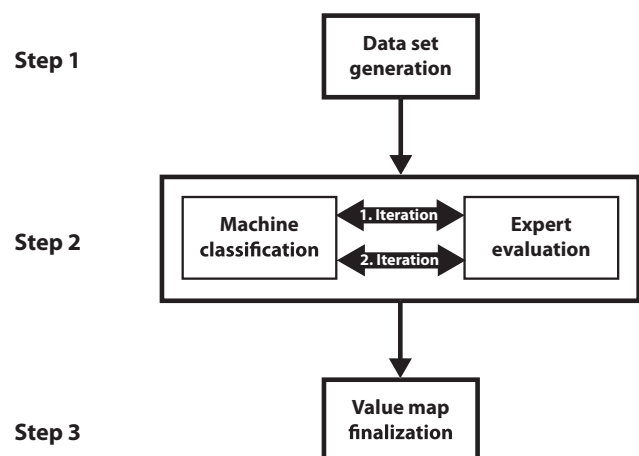 Step 1
Data set
generation
Step 2
Machine
classification
1. Iteration
2. Iteration
Expert
evaluation
Step 3
Value map
finalization